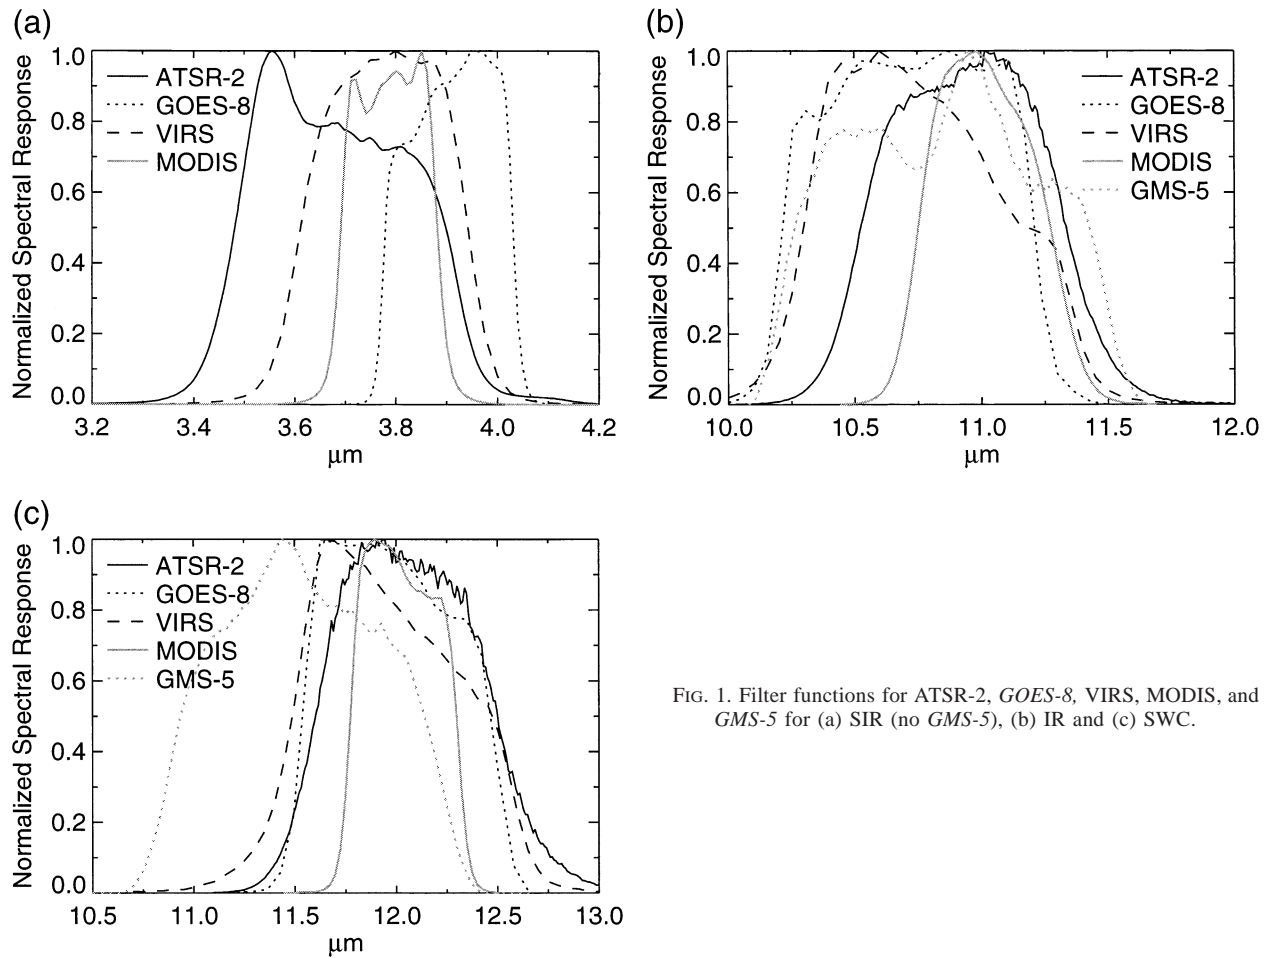 (a)
Normalized Spectral Response
1.0
0.8
0.6
0.4
0.2
0.0
ATSR-2
GOES-8
VIRS
MODIS
3.2 3.4 3.6 3.8 4.0 4.2
μm
(b)
Normalized Spectral Response
1.0
0.8
0.6
0.4
0.2
0.0
ATSR-2
GOES-8
VIRS
MODIS
GMS-5
10.0 10.5 11.0 11.5 12.0
μm
(c)
Normalized Spectral Response
1.0
0.8
0.6
0.4
0.2
0.0
ATSR-2
GOES-8
VIRS
MODIS
GMS-5
10.5 11.0 11.5 12.0 12.5 13.0
μm
FIG. 1. Filter functions for ATSR-2, GOES-8, VIRS, MODIS, and
GMS-5 for (a) SIR (no GMS-5), (b) IR and (c) SWC.